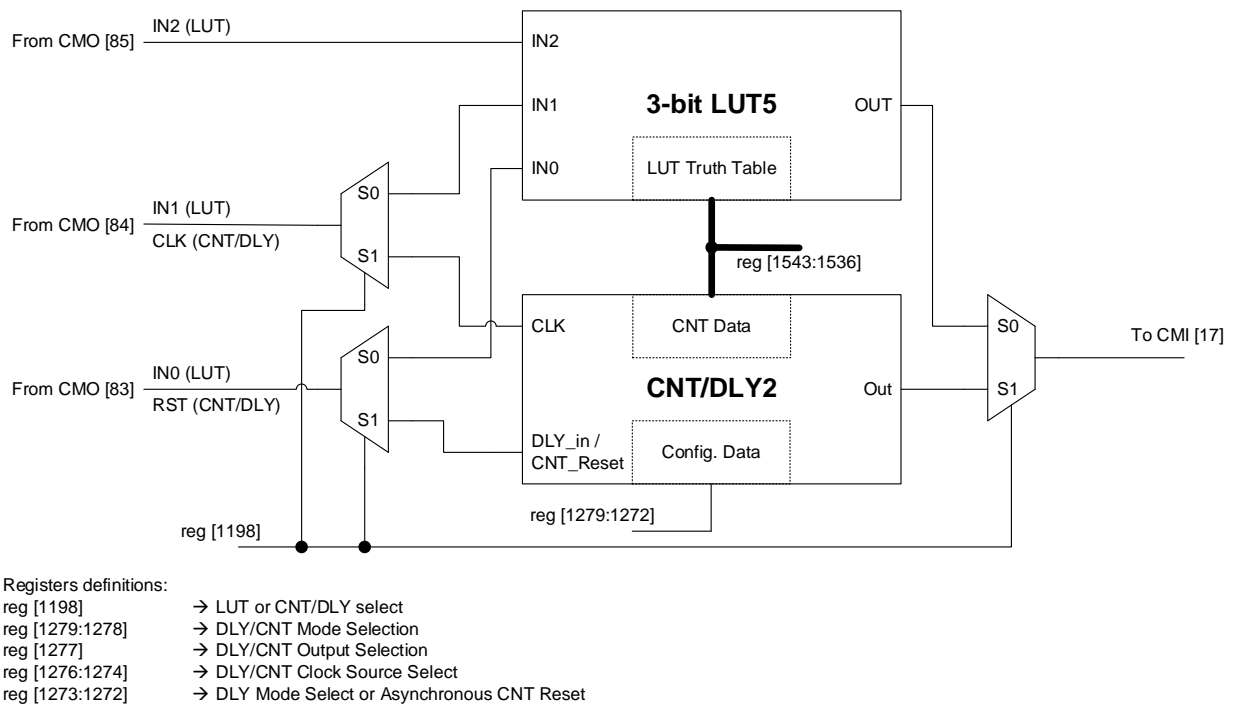 IN2 (LUT)
From CMO [85]
IN2
IN1
3-bit LUT5
OUT
IN0
LUT Truth Table
S0
IN1 (LUT)
From CMO [84]
CLK (CNT/DLY)
S1
reg [1543:1536]
CLK
CNT Data
S0
To CMI [17]
S0
IN0 (LUT)
From CMO [83]
RST (CNT/DLY)
CNT/DLY2
Out
S1
S1
DLY_in /
CNT_Reset
Config. Data
reg [1279:1272]
reg [1198]
Registers definitions:
reg [1198] → LUT or CNT/DLY select
reg [1279:1278] → DLY/CNT Mode Selection
reg [1277] → DLY/CNT Output Selection
reg [1276:1274] → DLY/CNT Clock Source Select
reg [1273:1272] → DLY Mode Select or Asynchronous CNT Reset